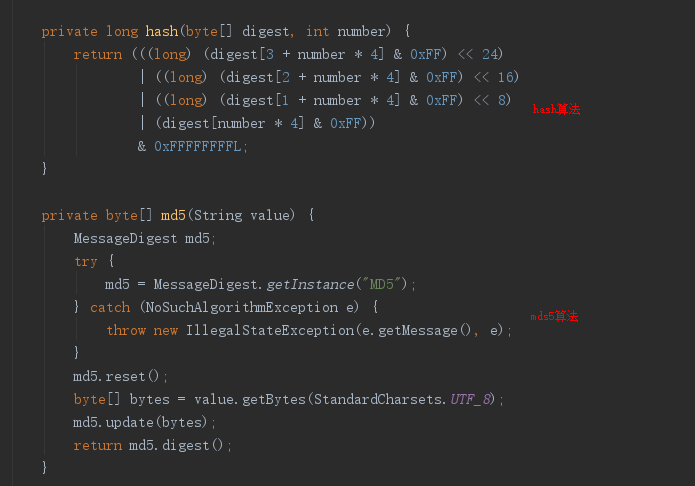 private long hash(byte[] digest, int number) {
return (((long) (digest[3 + number * 4] & 0xFF) << 24)
| ((long) (digest[2 + number * 4] & 0xFF) << 16)
| ((long) (digest[1 + number * 4] & 0xFF) << 8)
hash算法
| (digest[number * 4] & 0xFF))
& 0xFFFFFFFFL;
}
private byte[] md5(String value) {
MessageDigest md5;
try {
md5 = MessageDigest.getInstance("MD5");
} catch (NoSuchAlgorithmException e) {
mds5算法
throw new IllegalStateException(e.getMessage(), e);
}
md5.reset();
byte[] bytes = value.getBytes(StandardCharsets.UTF_8);
md5.update(bytes);
return md5.digest();
}